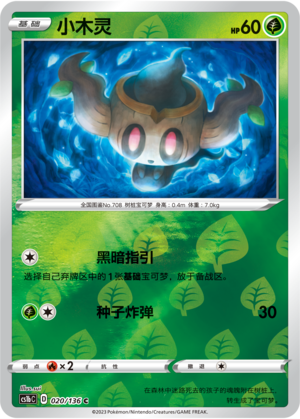 基础 小木灵 HP60
全国图鉴No.708 树桩宝可梦 身高：0.4m 体重：7.0kg
黑暗指引
选择自己弃牌区中的1张基础宝可梦，放于备战区。
种子炸弹 30
弱点 ×2 抵抗力 撤退
D 020/136 C
在森林中迷路死去的孩子的魂魄附在树桩上，
转生成了宝可梦。
©2023 Pokémon/Nintendo/Creatures/GAME FREAK.